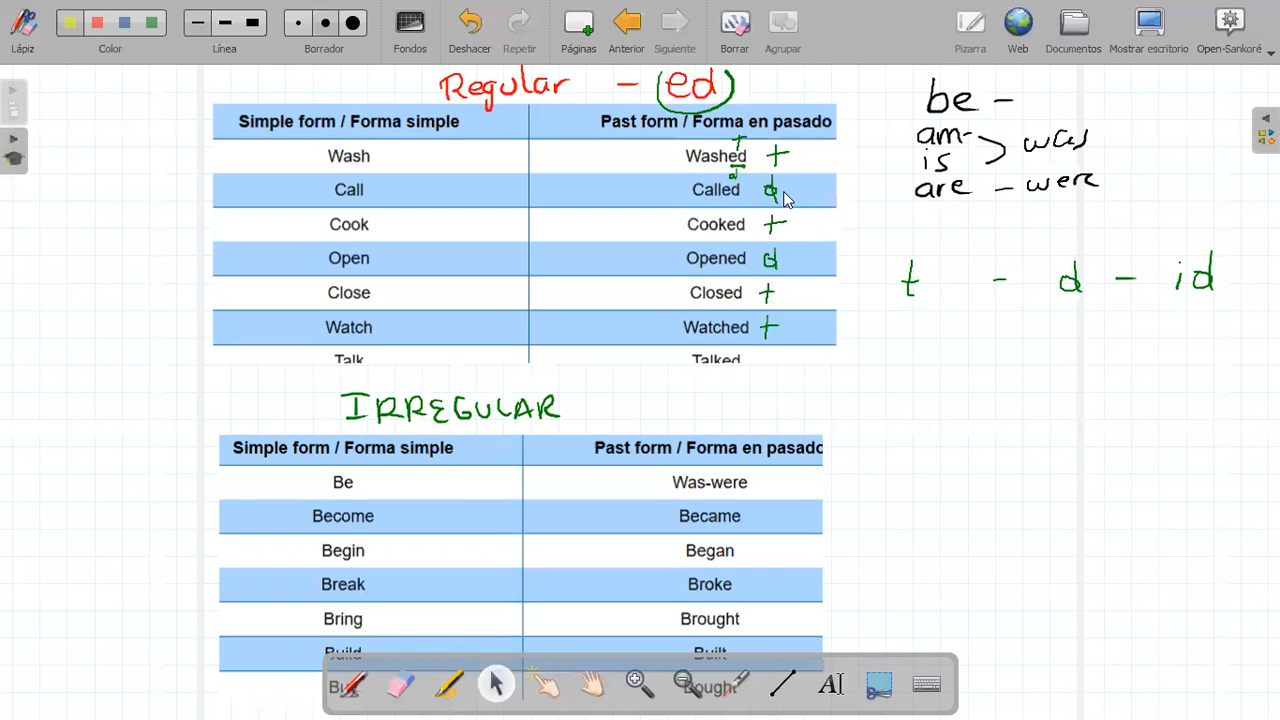 Lápiz Color Línea Borrador Fondos Deshacer Repetir Páginas Anterior Siguiente Borrar Agrupar Pizarra Web Documentos Mostrar escritorio Open-Sankoré
Regular - ed
Simple form / Forma simple Past form / Forma en pasado
Wash Washed t
T
d
Call Called d
Cook Cooked t
Open Opened d
Close Closed t
Watch Watched t
Talk Talked
be -
am- was
is
are - were
t - d - id
IRREGULAR
Simple form / Forma simple Past form / Forma en pasado
Be Was-were
Become Became
Begin Began
Break Broke
Bring Brought
Build Built
Bought
AI